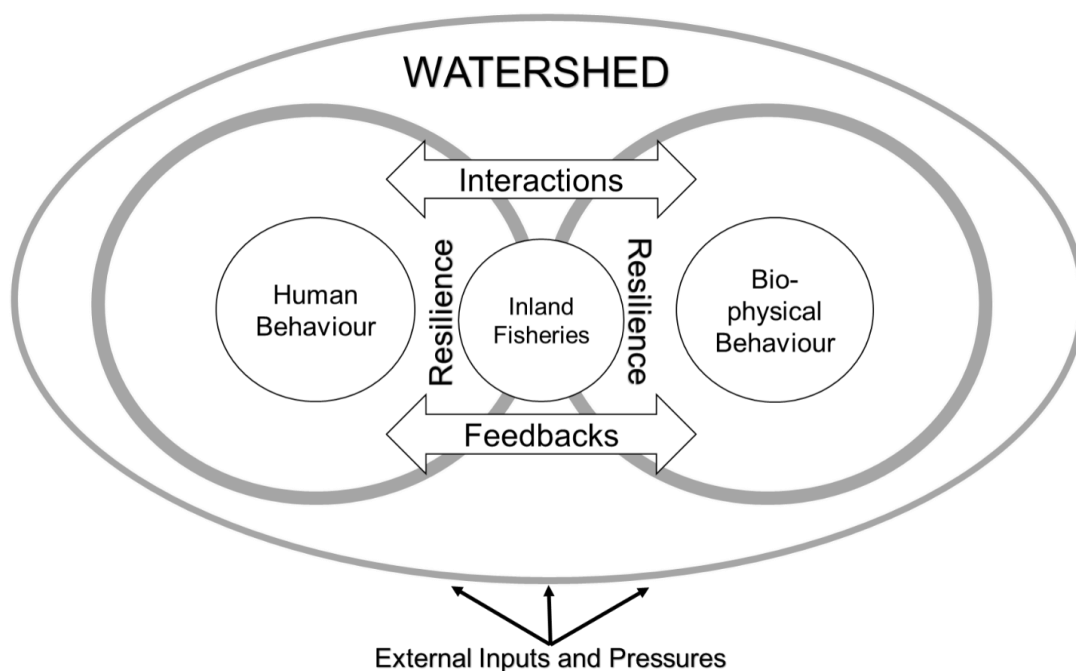 WATERSHED
Interactions
Human
Behaviour
Resilience
Inland
Fisheries
Resilience
Bio-
physical
Behaviour
Feedbacks
External Inputs and Pressures